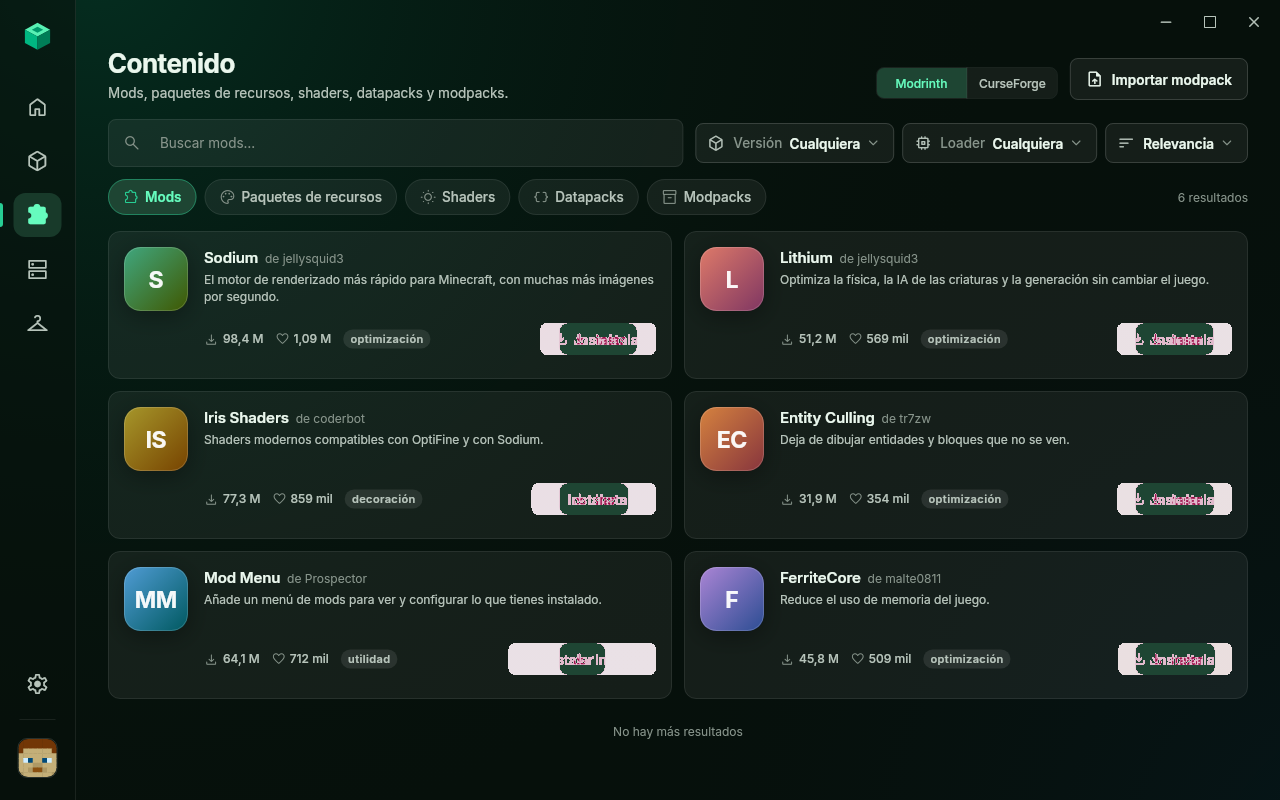 Contenido
Mods, paquetes de recursos, shaders, datapacks y modpacks.
Modrinth
CurseForge
Importar modpack
Buscar mods...
Versión Cualquiera
Loader Cualquiera
Relevancia
Mods
Paquetes de recursos
Shaders
Datapacks
Modpacks
6 resultados
S
Sodium de jellysquid3
El motor de renderizado más rápido para Minecraft, con muchas más imágenes
por segundo.
98,4 M 1,09 M optimización
L
Lithium de jellysquid3
Optimiza la física, la IA de las criaturas y la generación sin cambiar el juego.
51,2 M 569 mil optimización
IS
Iris Shaders de coderbot
Shaders modernos compatibles con OptiFine y con Sodium.
77,3 M 859 mil decoración
EC
Entity Culling de tr7zw
Deja de dibujar entidades y bloques que no se ven.
31,9 M 354 mil optimización
MM
Mod Menu de Prospector
Añade un menú de mods para ver y configurar lo que tienes instalado.
64,1 M 712 mil utilidad
F
FerriteCore de malte0811
Reduce el uso de memoria del juego.
45,8 M 509 mil optimización
No hay más resultados